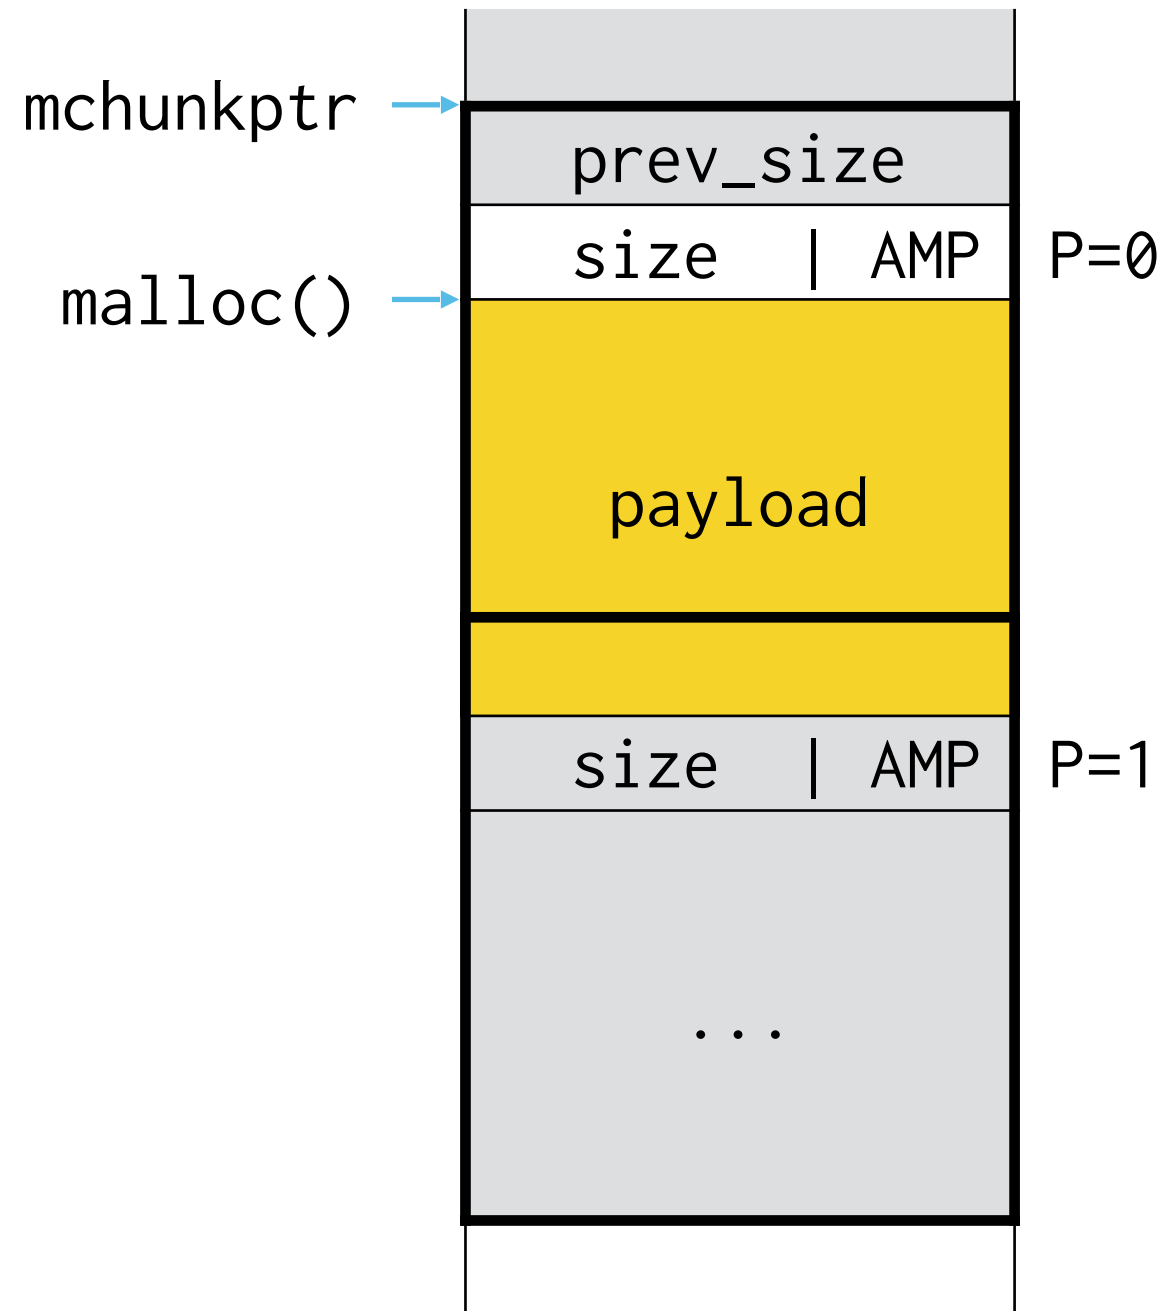 mchunkptr
prev_size
size | AMP P=0
malloc()
payload
size | AMP P=1
...